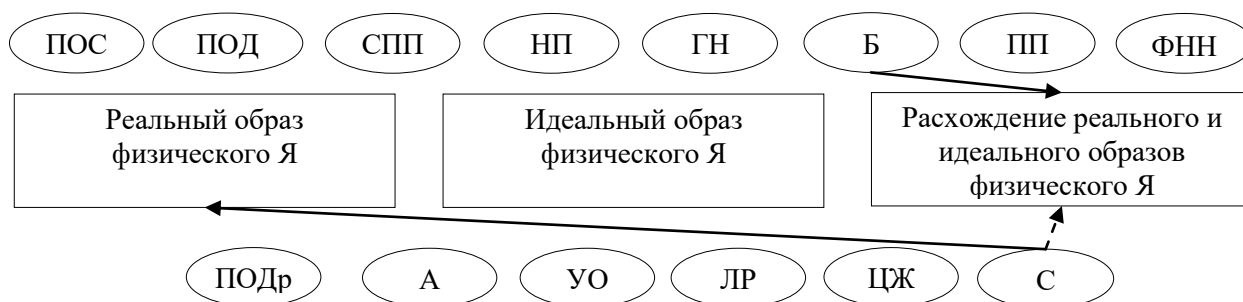 ПОС ПОД СПП НП ГН Б ПП ФНН
Реальный образ
физического Я
Идеальный образ
физического Я
Расхождение реального и
идеального образов
физического Я
ПОДр А УО ЛР ЦЖ С